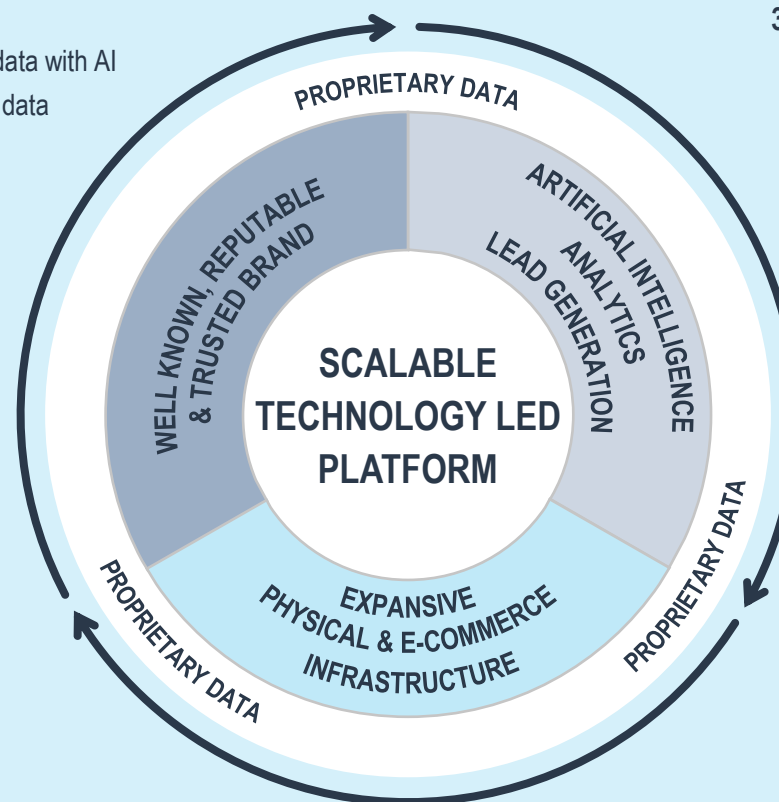 3
data with AI
data
PROPRIETARY DATA
WELL KNOWN, REPUTABLE
& TRUSTED BRAND
ARTIFICIAL INTELLIGENCE
ANALYTICS
LEAD GENERATION
SCALABLE
TECHNOLOGY LED
PLATFORM
EXPANSIVE
PHYSICAL & E-COMMERCE
INFRASTRUCTURE
PROPRIETARY DATA
PROPRIETARY DATA